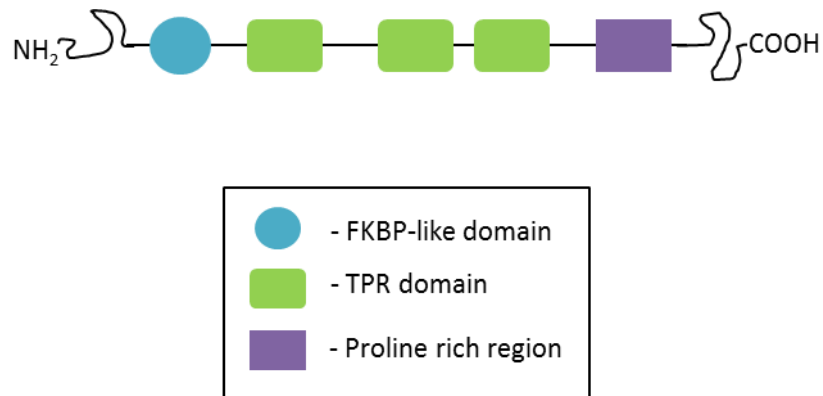 NH2 COOH
- FKBP-like domain
- TPR domain
- Proline rich region